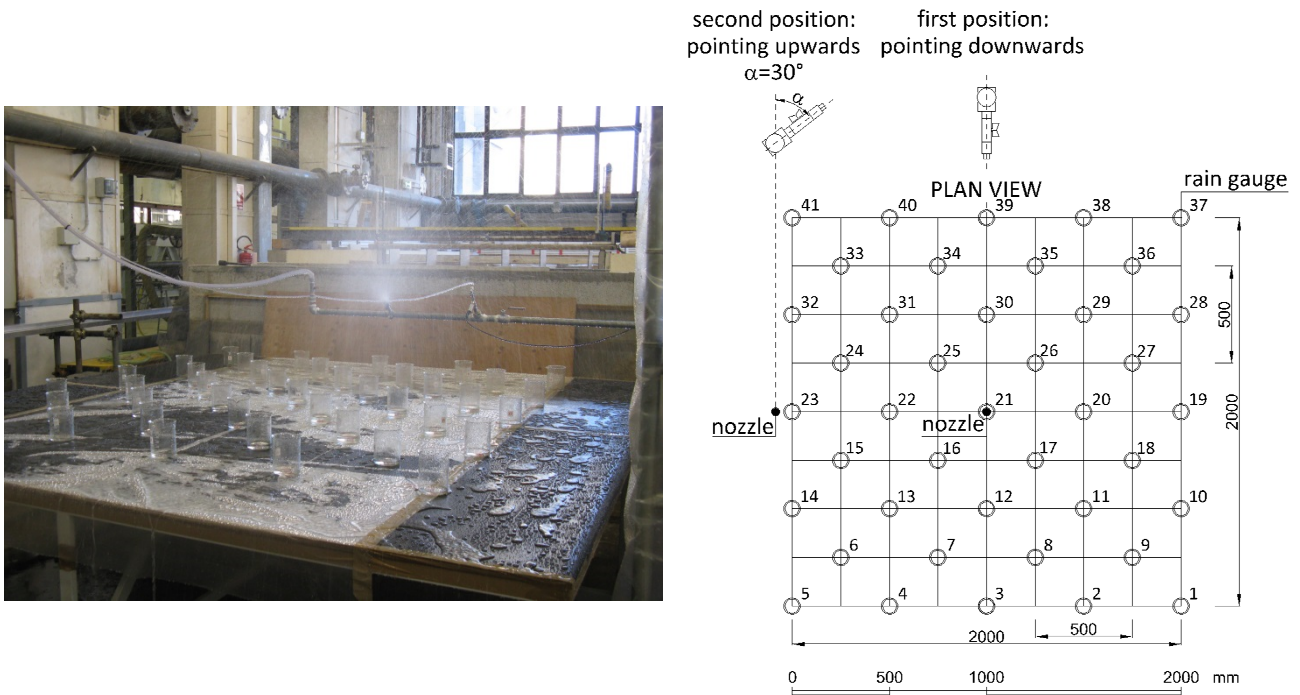 second position:
pointing upwards
α=30°
first position:
pointing downwards
α
PLAN VIEW
rain gauge
41 40 39 38 37
33 34 35 36
32 31 30 29 28
500
24 25 26 27
23 22 21 20 19
2000
nozzle nozzle
15 16 17 18
14 13 12 11 10
6 7 8 9
5 4 3 2 1
500
2000
0 500 1000 2000 mm